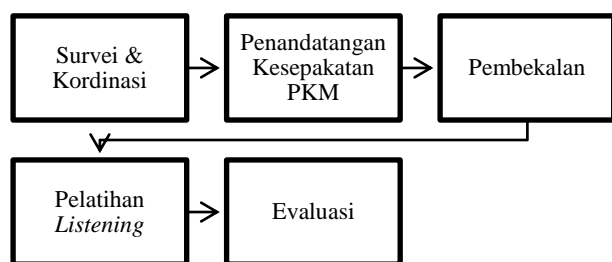 Survei &
Kordinasi
Penandatangan
Kesepakatan
PKM
Pembekalan
Pelatihan
Listening
Evaluasi